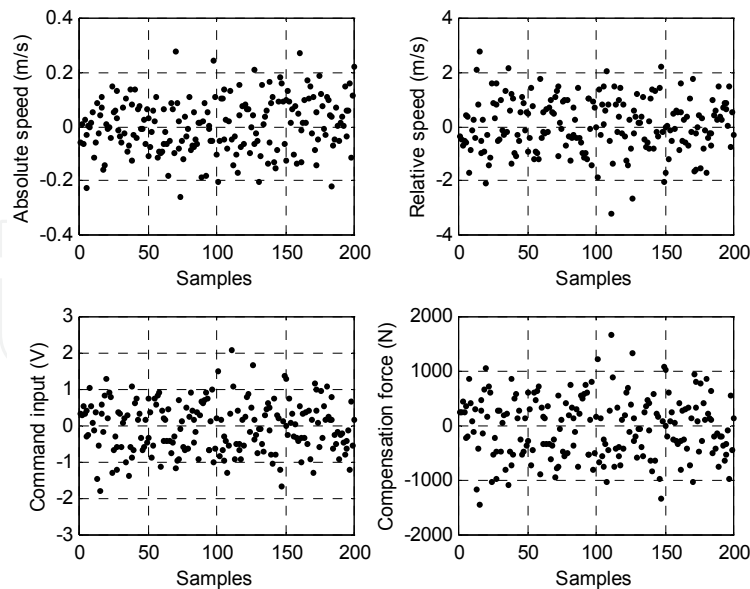 Absolute speed (m/s)
0.4
0.2
0
-0.2
-0.4
0 50 100 150 200
Samples
Relative speed (m/s)
4
2
0
-2
-4
0 50 100 150 200
Samples
Command input (V)
3
2
1
0
-1
-2
-3
0 50 100 150 200
Samples
Compensation force (N)
2000
1000
0
-1000
-2000
0 50 100 150 200
Samples